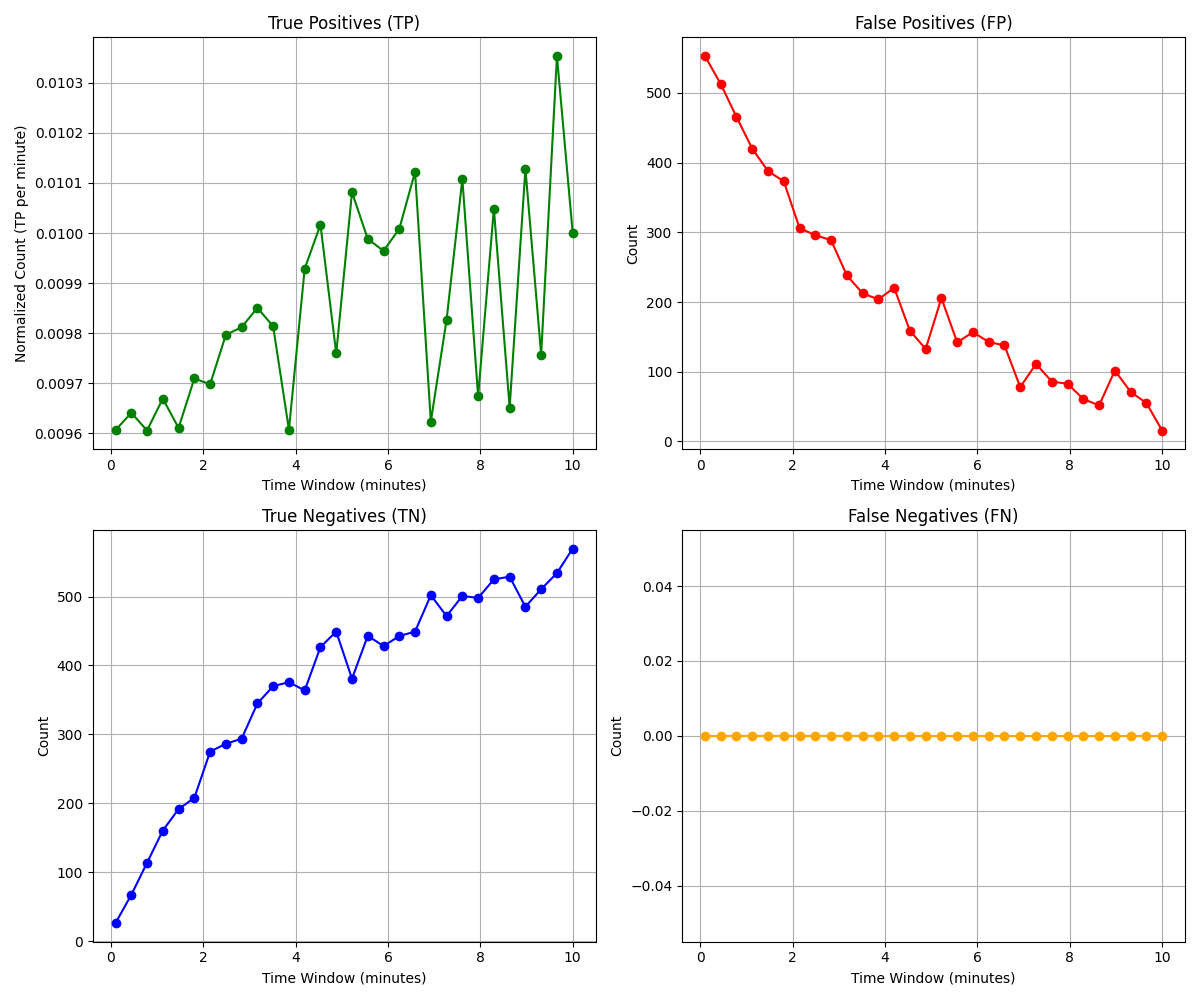 True Positives (TP)
Normalized Count (TP per minute)
0.0103
0.0102
0.0101
0.0100
0.0099
0.0098
0.0097
0.0096
0 2 4 6 8 10
Time Window (minutes)
False Positives (FP)
Count
500
400
300
200
100
0
0 2 4 6 8 10
Time Window (minutes)
True Negatives (TN)
Count
500
400
300
200
100
0
0 2 4 6 8 10
Time Window (minutes)
False Negatives (FN)
Count
0.04
0.02
0.00
−0.02
−0.04
0 2 4 6 8 10
Time Window (minutes)